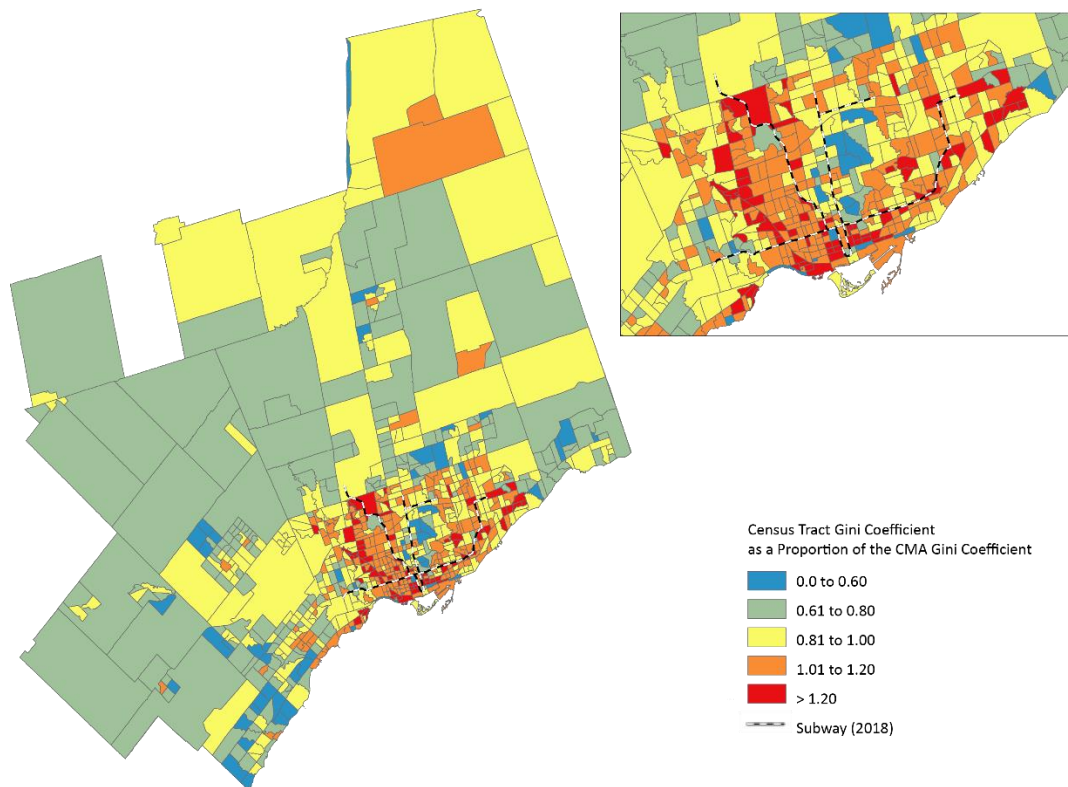 Census Tract Gini Coefficient
as a Proportion of the CMA Gini Coefficient
0.0 to 0.60
0.61 to 0.80
0.81 to 1.00
1.01 to 1.20
> 1.20
Subway (2018)